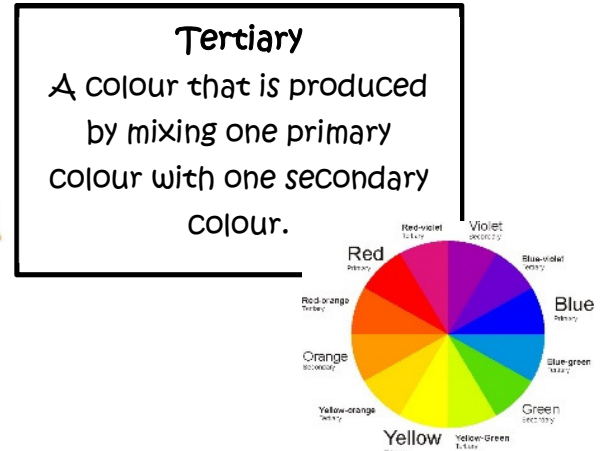 Tertiary
A colour that is produced
by mixing one primary
colour with one secondary
colour.
Red-violet
Tertiary
Violet
Secondary
Red
Primary
Blue-violet
Tertiary
Red-orange
Tertiary
Blue
Primary
Orange
Secondary
Blue-green
Tertiary
Yellow-orange
Tertiary
Green
Secondary
Yellow
Yellow-Green
Tertiary